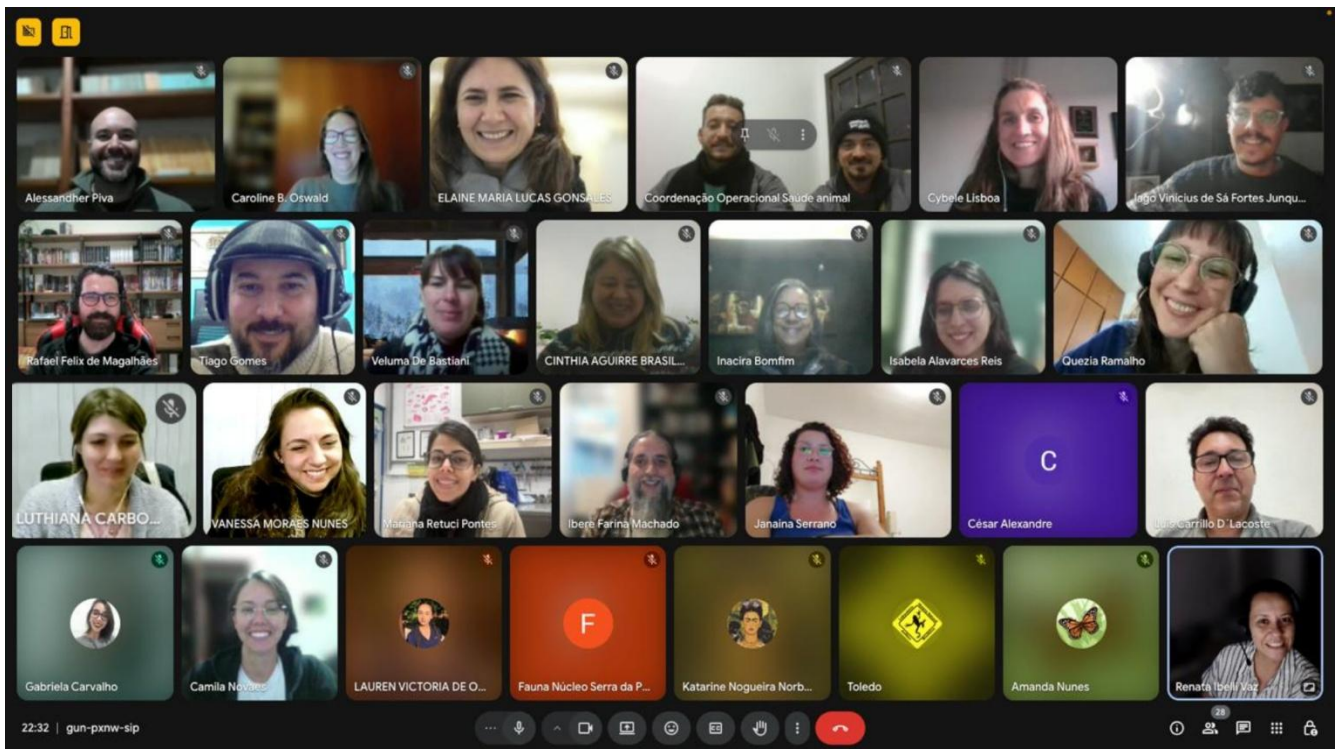 Alessandher Piva
Caroline B. Oswald
ELAINE MARIA LUCAS GONSALES
Coordenação Operacional Saude animal
Cybele Lisboa
Iago Vinicius de Sá Fortes Junqu...
Rafael Felix de Magalhães
Tiago Gomes
Veluma De Bastiani
CINTHIA AGUIRRE BRASIL...
Inacira Bomfim
Isabela Alavarces Reis
Quezia Ramalho
LUTHIANA CARBO...
VANESSA MORAES NUNES
Mariana Retuci Pontes
Ibere Farina Machado
Janaina Serrano
C
César Alexandre
Luis Carrillo D´Lacoste
Gabriela Carvalho
Camila Novaes
LAUREN VICTORIA DE O...
F
Fauna Núcleo Serra da P...
Katarine Nogueira Norb...
Toledo
Amanda Nunes
Renata Ibelli Vaz
22:32 | gun-pxnw-sip
28